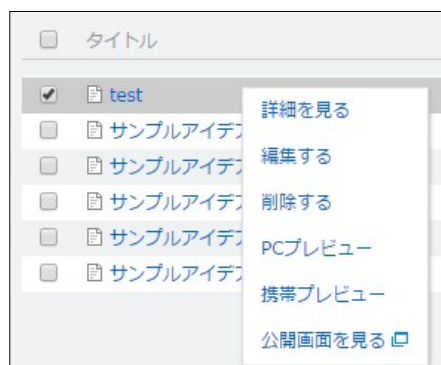 タイトル
test
サンプルアイデア
サンプルアイデア
サンプルアイデア
サンプルアイデア
サンプルアイデア
詳細を見る
編集する
削除する
PCプレビュー
携帯プレビュー
公開画面を見る